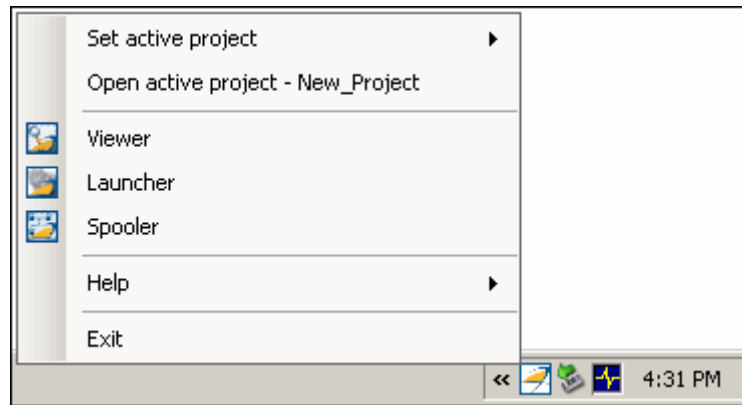 Set active project
Open active project - New_Project
Viewer
Launcher
Spooler
Help
Exit
« 4:31 PM